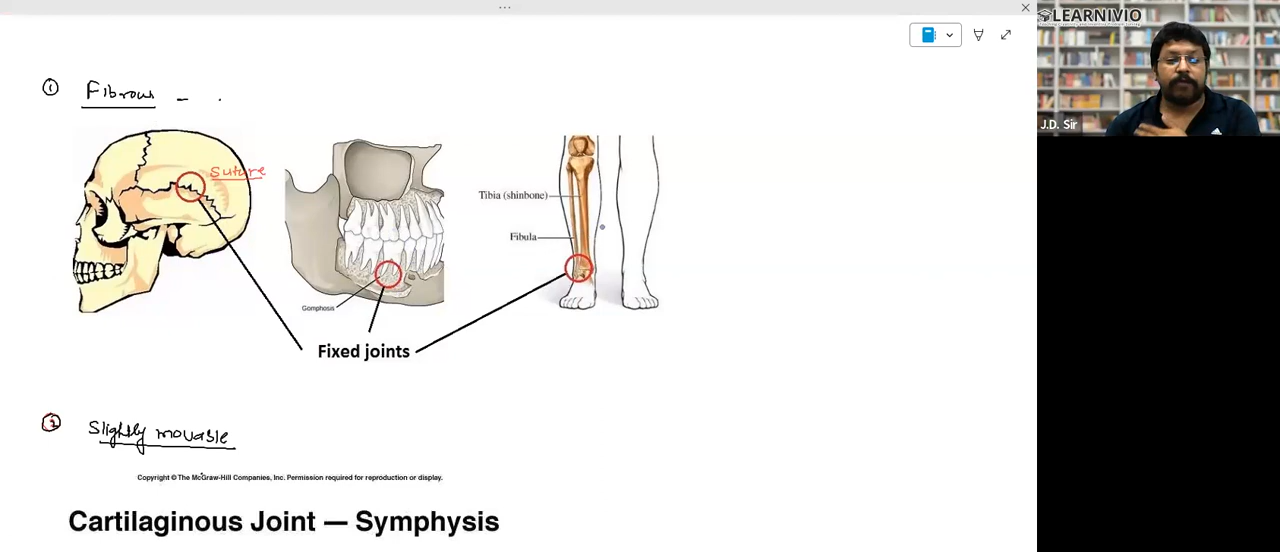 LEARNIVIO
J.D. Sir
① Fibrous -
Suture
Tibia (shinbone)
Fibula
Gomphosis
Fixed joints
② Slightly movable
Copyright © The McGraw-Hill Companies, Inc. Permission required for reproduction or display.
Cartilaginous Joint — Symphysis